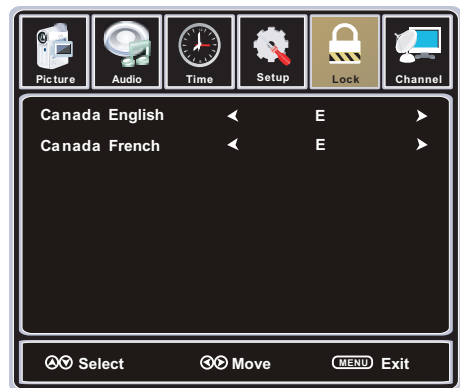 Picture Audio Time Setup Lock Channel
Canada English E
Canada French E
Select Move MENU Exit